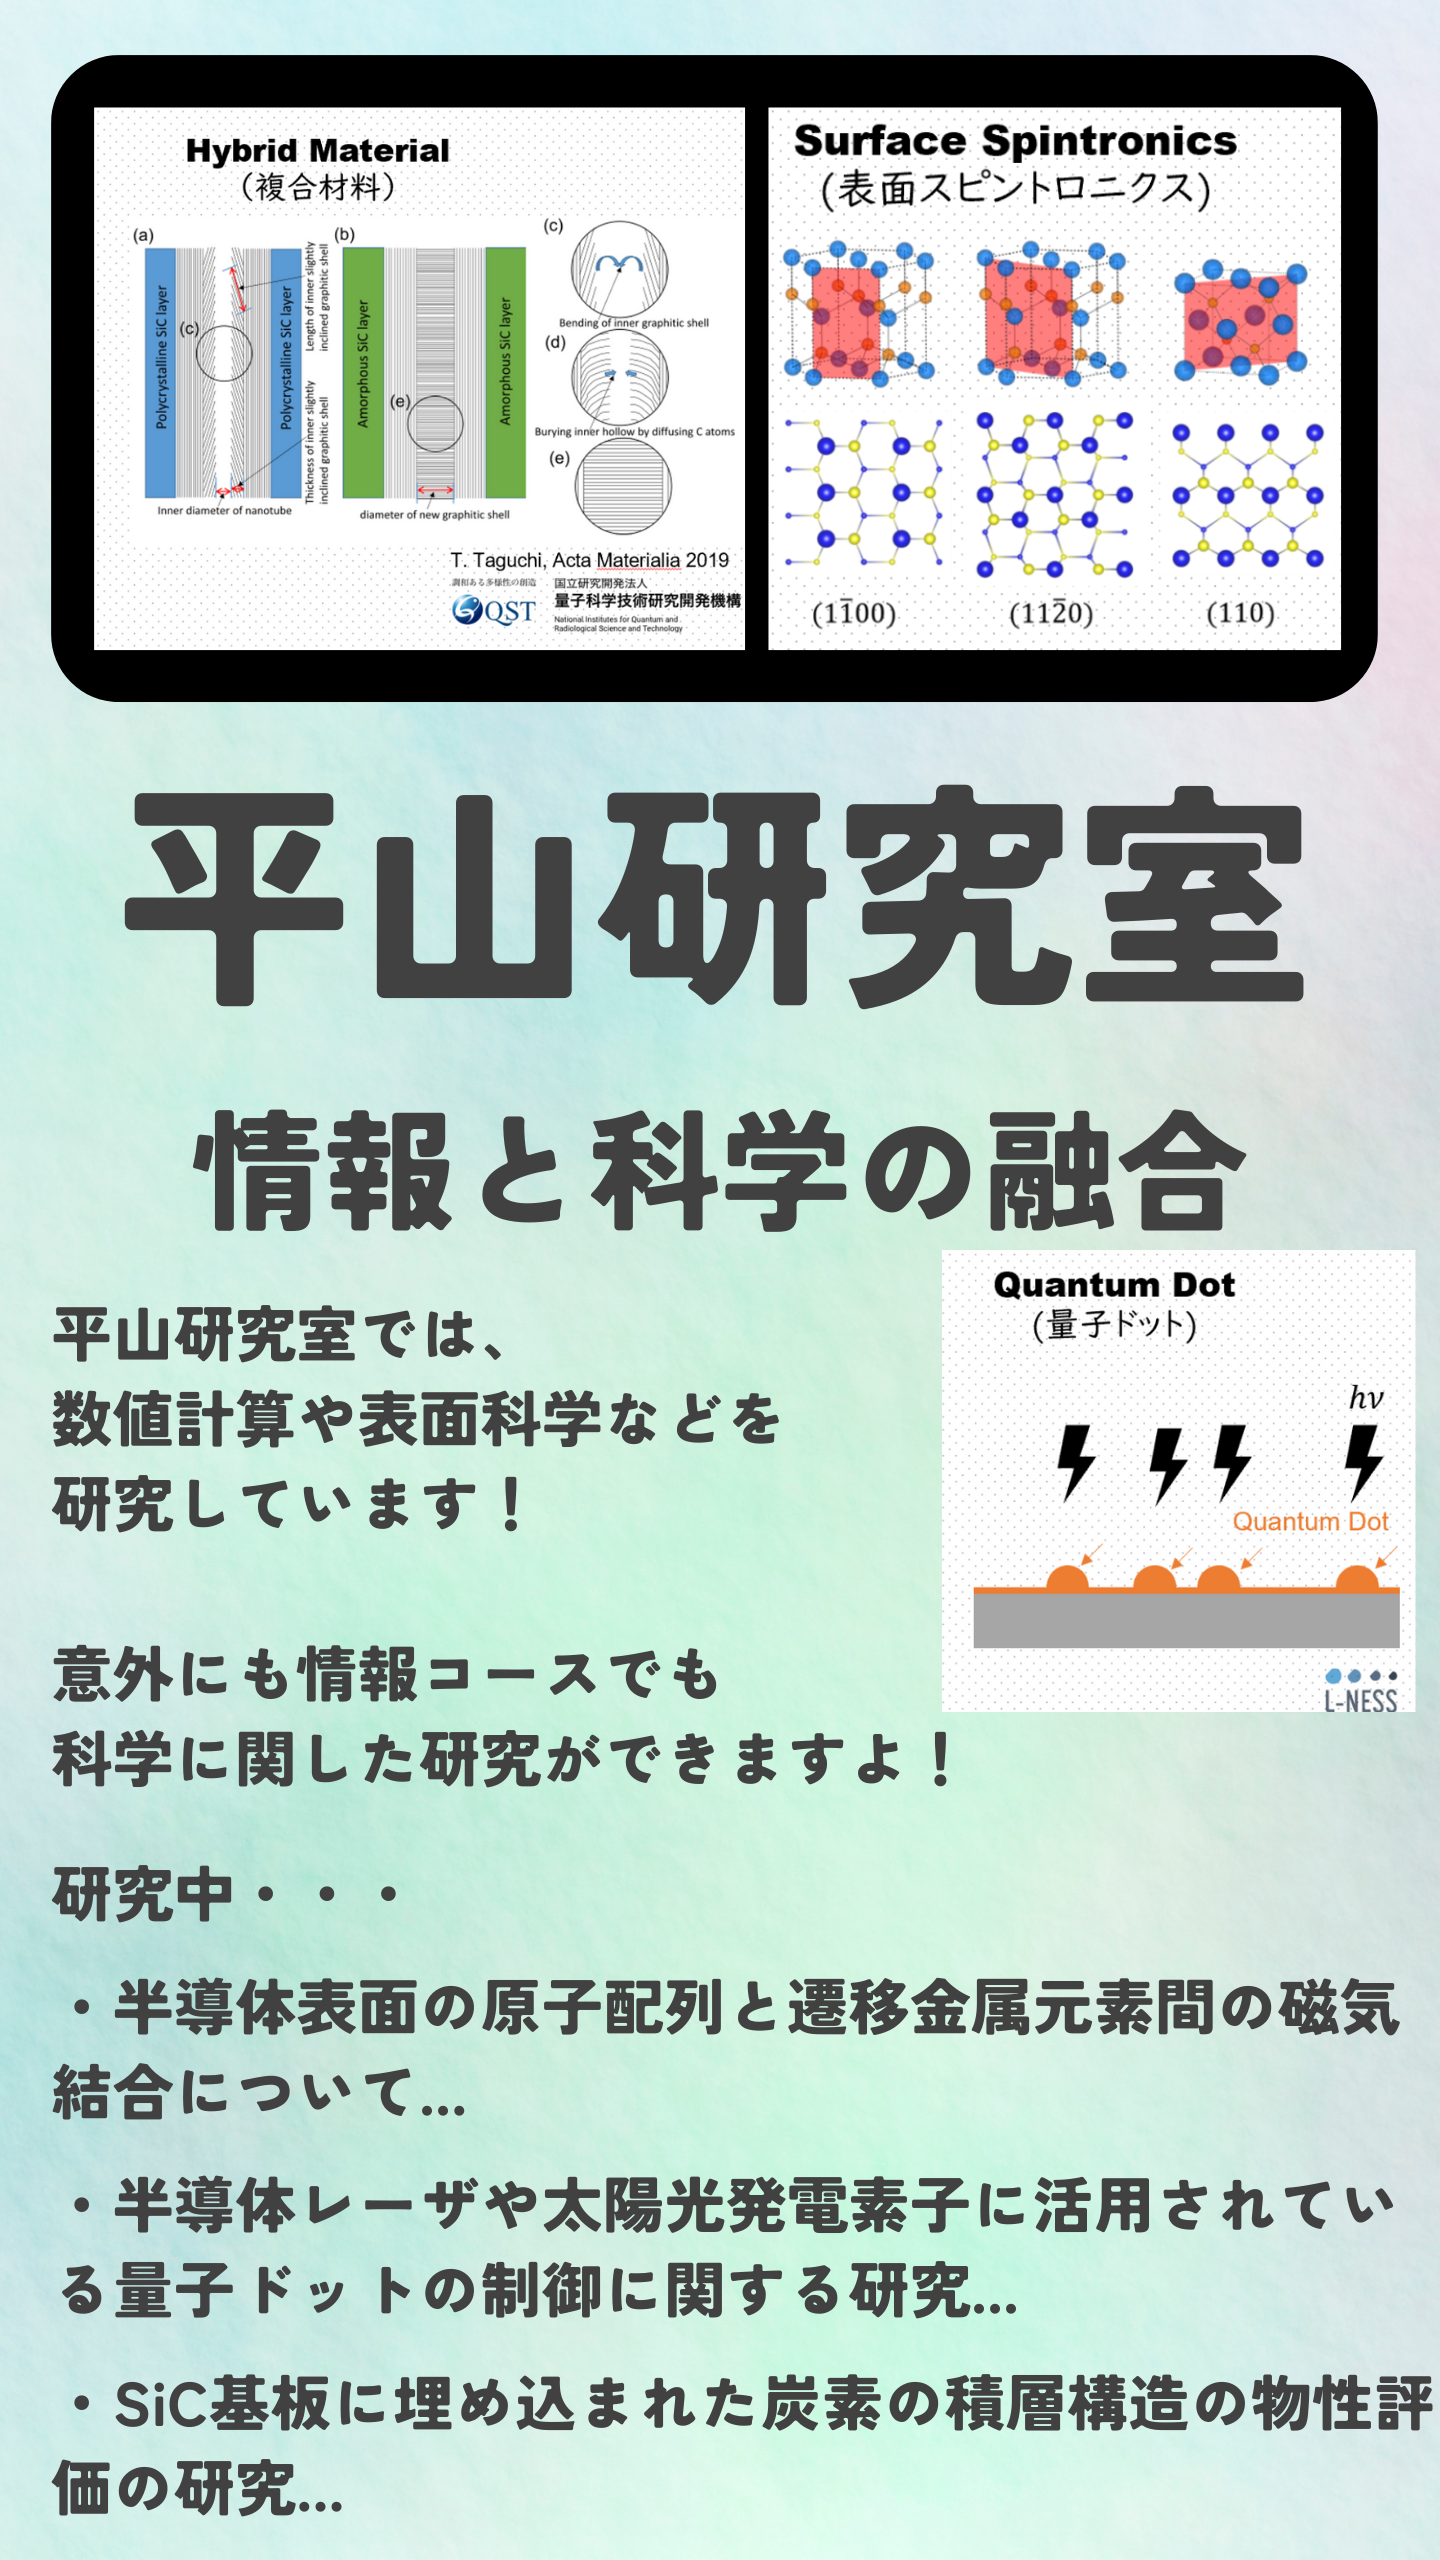 Hybrid Material
（複合材料）
(a)
(b)
(c)
Polycrystalline SiC layer
(c)
Polycrystalline SiC layer
Length of inner slightly
inclined graphitic shell
Thickness of inner slightly
inclined graphitic shell
Inner diameter of nanotube
Amorphous SiC layer
(e)
Amorphous SiC layer
diameter of new graphitic shell
Bending of inner graphitic shell
(d)
Burying inner hollow by diffusing C atoms
(e)
T. Taguchi, Acta Materialia 2019
調和ある多様性の創造
QST
国立研究開発法人
量子科学技術研究開発機構
National Institutes for Quantum and
Radiological Science and Technology
Surface Spintronics
(表面スピントロニクス)
(11̅00)
(112̅0)
(110)
平山研究室
情報と科学の融合
Quantum Dot
(量子ドット)
hν
Quantum Dot
L-NESS
平山研究室では、
数値計算や表面科学などを
研究しています！
意外にも情報コースでも
科学に関した研究ができますよ！
研究中・・・
・半導体表面の原子配列と遷移金属元素間の磁気
結合について...
・半導体レーザや太陽光発電素子に活用されてい
る量子ドットの制御に関する研究...
・SiC基板に埋め込まれた炭素の積層構造の物性評
価の研究...